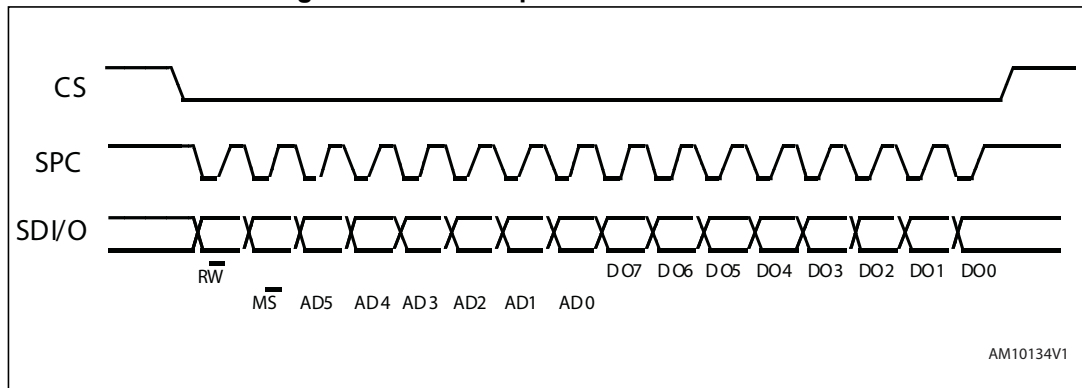 CS
SPC
SDI/O
RW
DO7 DO6 DO5 DO4 DO3 DO2 DO1 DO0
MS AD5 AD4 AD3 AD2 AD1 AD0
AM10134V1